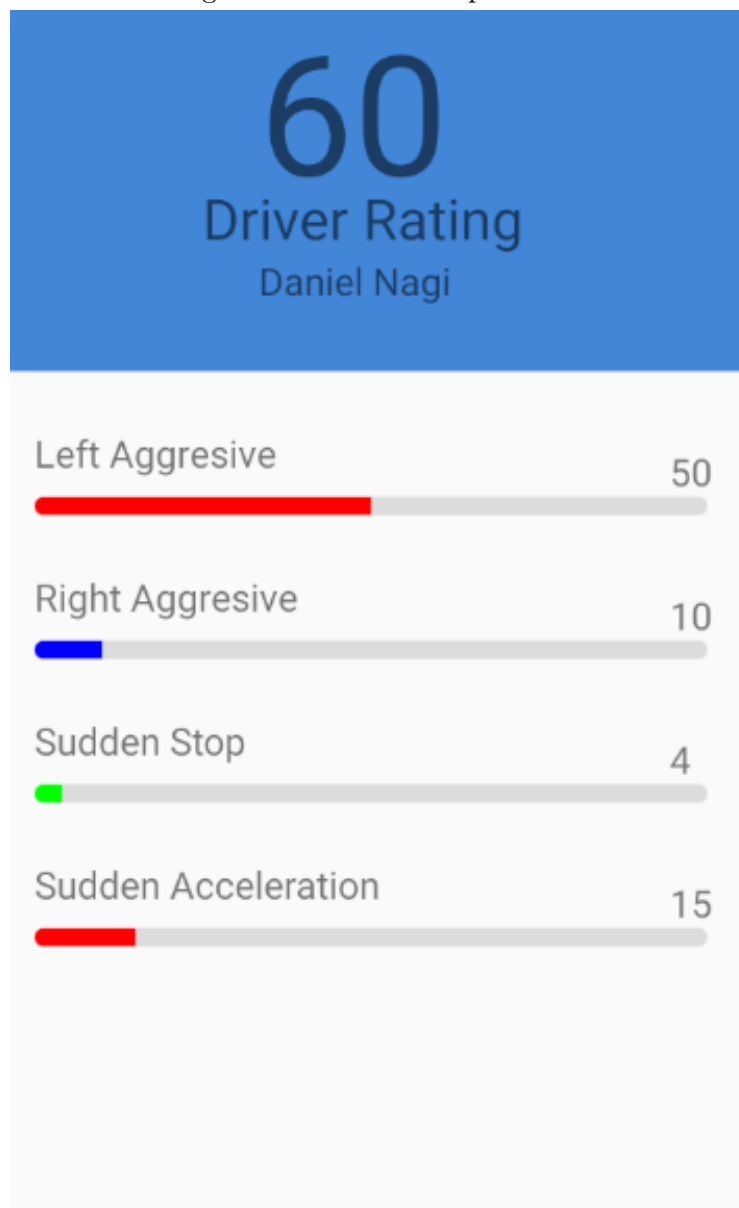 60
Driver Rating
Daniel Nagi
Left Aggresive
50
Right Aggresive
10
Sudden Stop
4
Sudden Acceleration
15